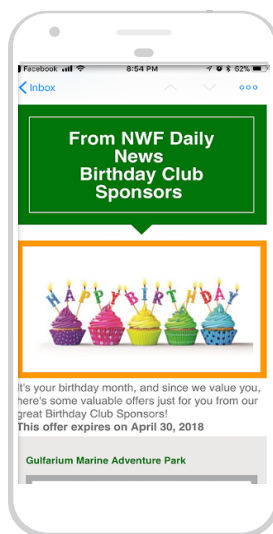 Facebook 8:54 PM 62%
Inbox
From NWF Daily
News
Birthday Club
Sponsors
HAPPY BIRTHDAY
It's your birthday month, and since we value you,
here's some valuable offers just for you from our
great Birthday Club Sponsors!
This offer expires on April 30, 2018
Gulfarium Marine Adventure Park